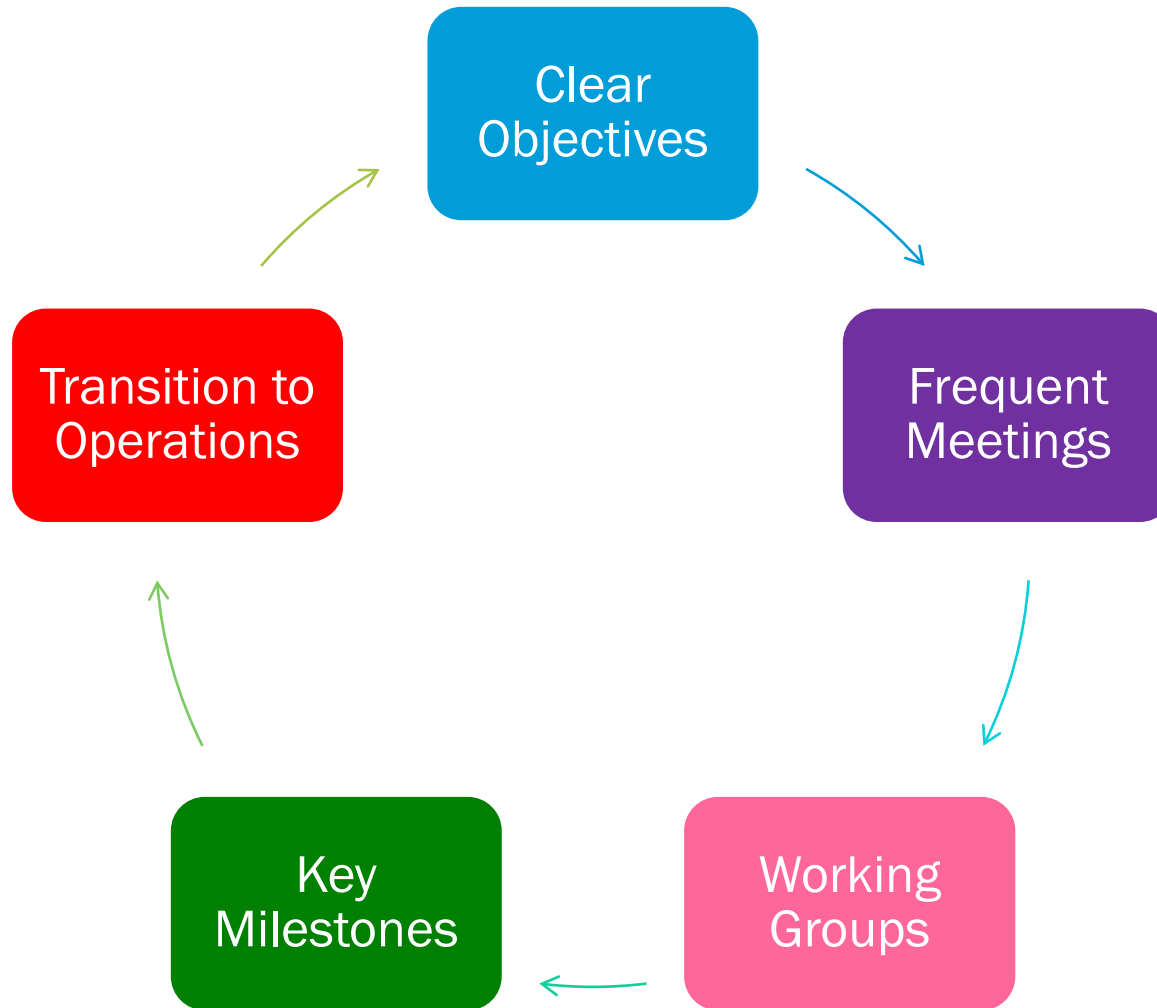 Clear
Objectives
Frequent
Meetings
Working
Groups
Key
Milestones
Transition to
Operations